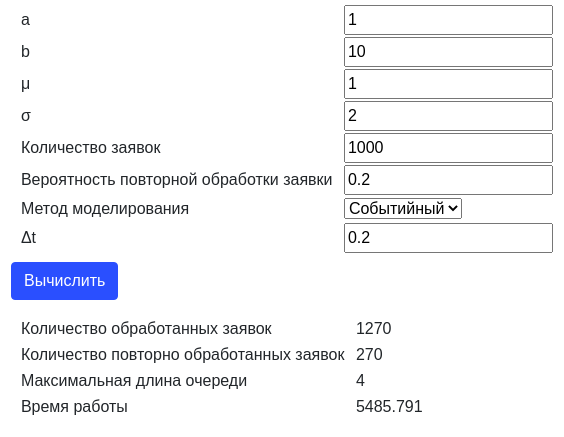 a 1
b 10
μ 1
σ 2
Количество заявок 1000
Вероятность повторной обработки заявки 0.2
Метод моделирования Событийный
Δt 0.2
Вычислить
Количество обработанных заявок 1270
Количество повторно обработанных заявок 270
Максимальная длина очереди 4
Время работы 5485.791